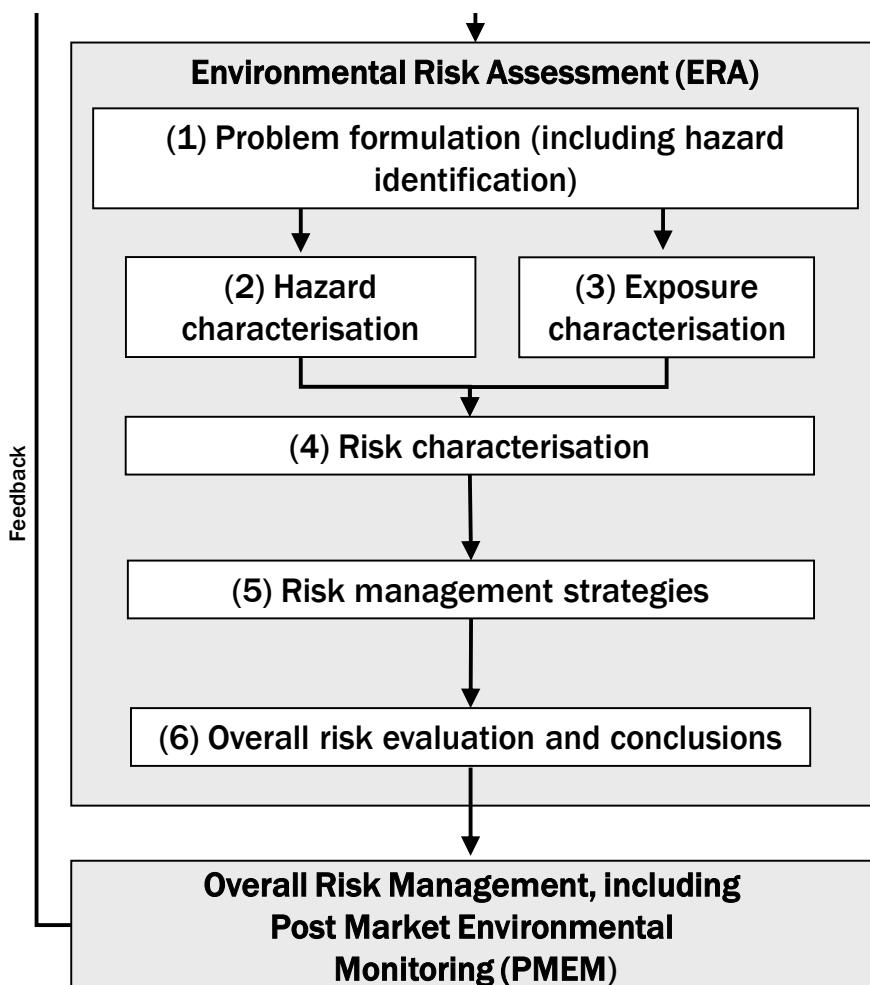 Environmental Risk Assessment (ERA)
(1) Problem formulation (including hazard
identification)
(2) Hazard
characterisation
(3) Exposure
characterisation
(4) Risk characterisation
Feedback
(5) Risk management strategies
(6) Overall risk evaluation and conclusions
Overall Risk Management, including
Post Market Environmental
Monitoring (PMEM)